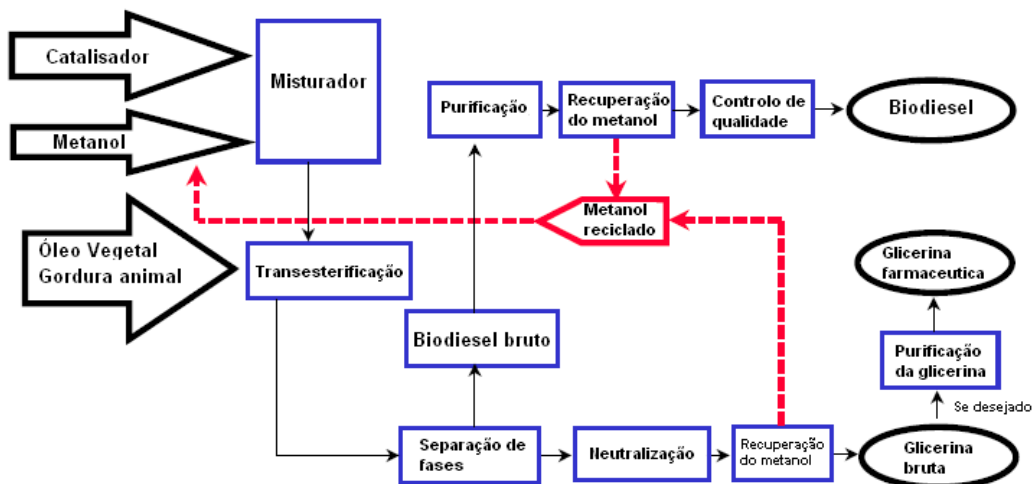 Catalisador
Misturador
Metanol
Purificação
Recuperação
do metanol
Controlo de
qualidade
Biodiesel
Metanol
reciclado
Óleo Vegetal
Gordura animal
Transesterificação
Glicerina
farmaceutica
Biodiesel bruto
Purificação
da glicerina
Se desejado
Separação de
fases
Neutralização
Recuperação
do metanol
Glicerina
bruta